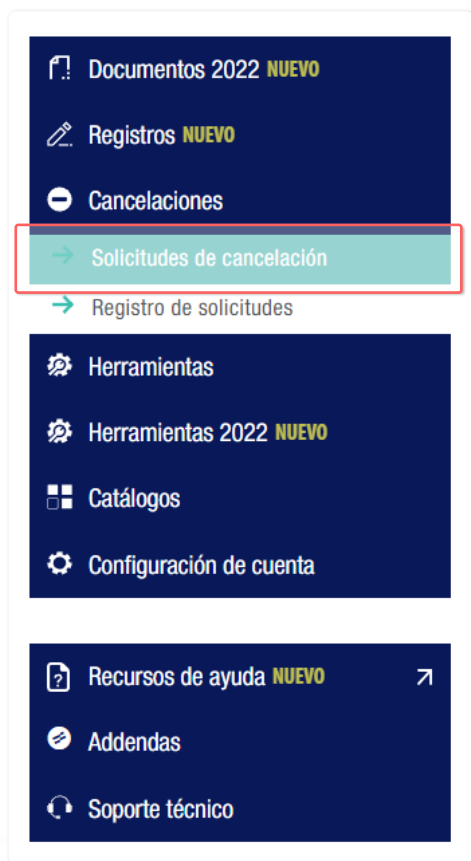 Documentos 2022 NUEVO
Registros NUEVO
Cancelaciones
Solicitudes de cancelación
Registro de solicitudes
Herramientas
Herramientas 2022 NUEVO
Catálogos
Configuración de cuenta
Recursos de ayuda NUEVO
Addendas
Soporte técnico